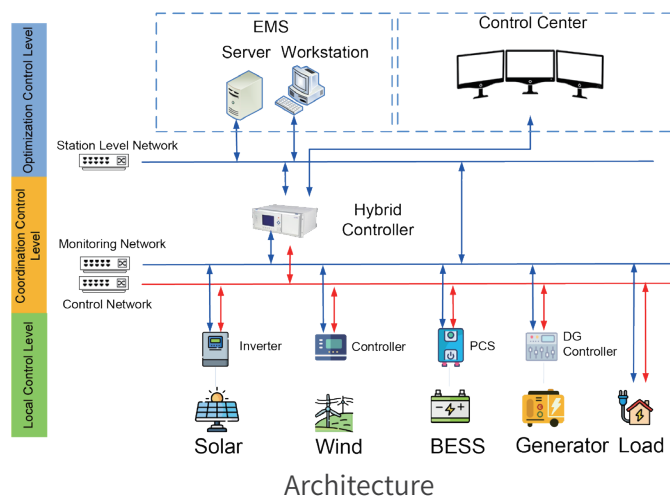 EMS
Server Workstation
Control Center
Optimization Control Level
Station Level Network
Hybrid
Controller
Coordination Control
Level
Monitoring Network
Control Network
Local Control Level
Inverter
Controller
PCS
DG
Controller
Solar
Wind
BESS
Generator
Load
Architecture